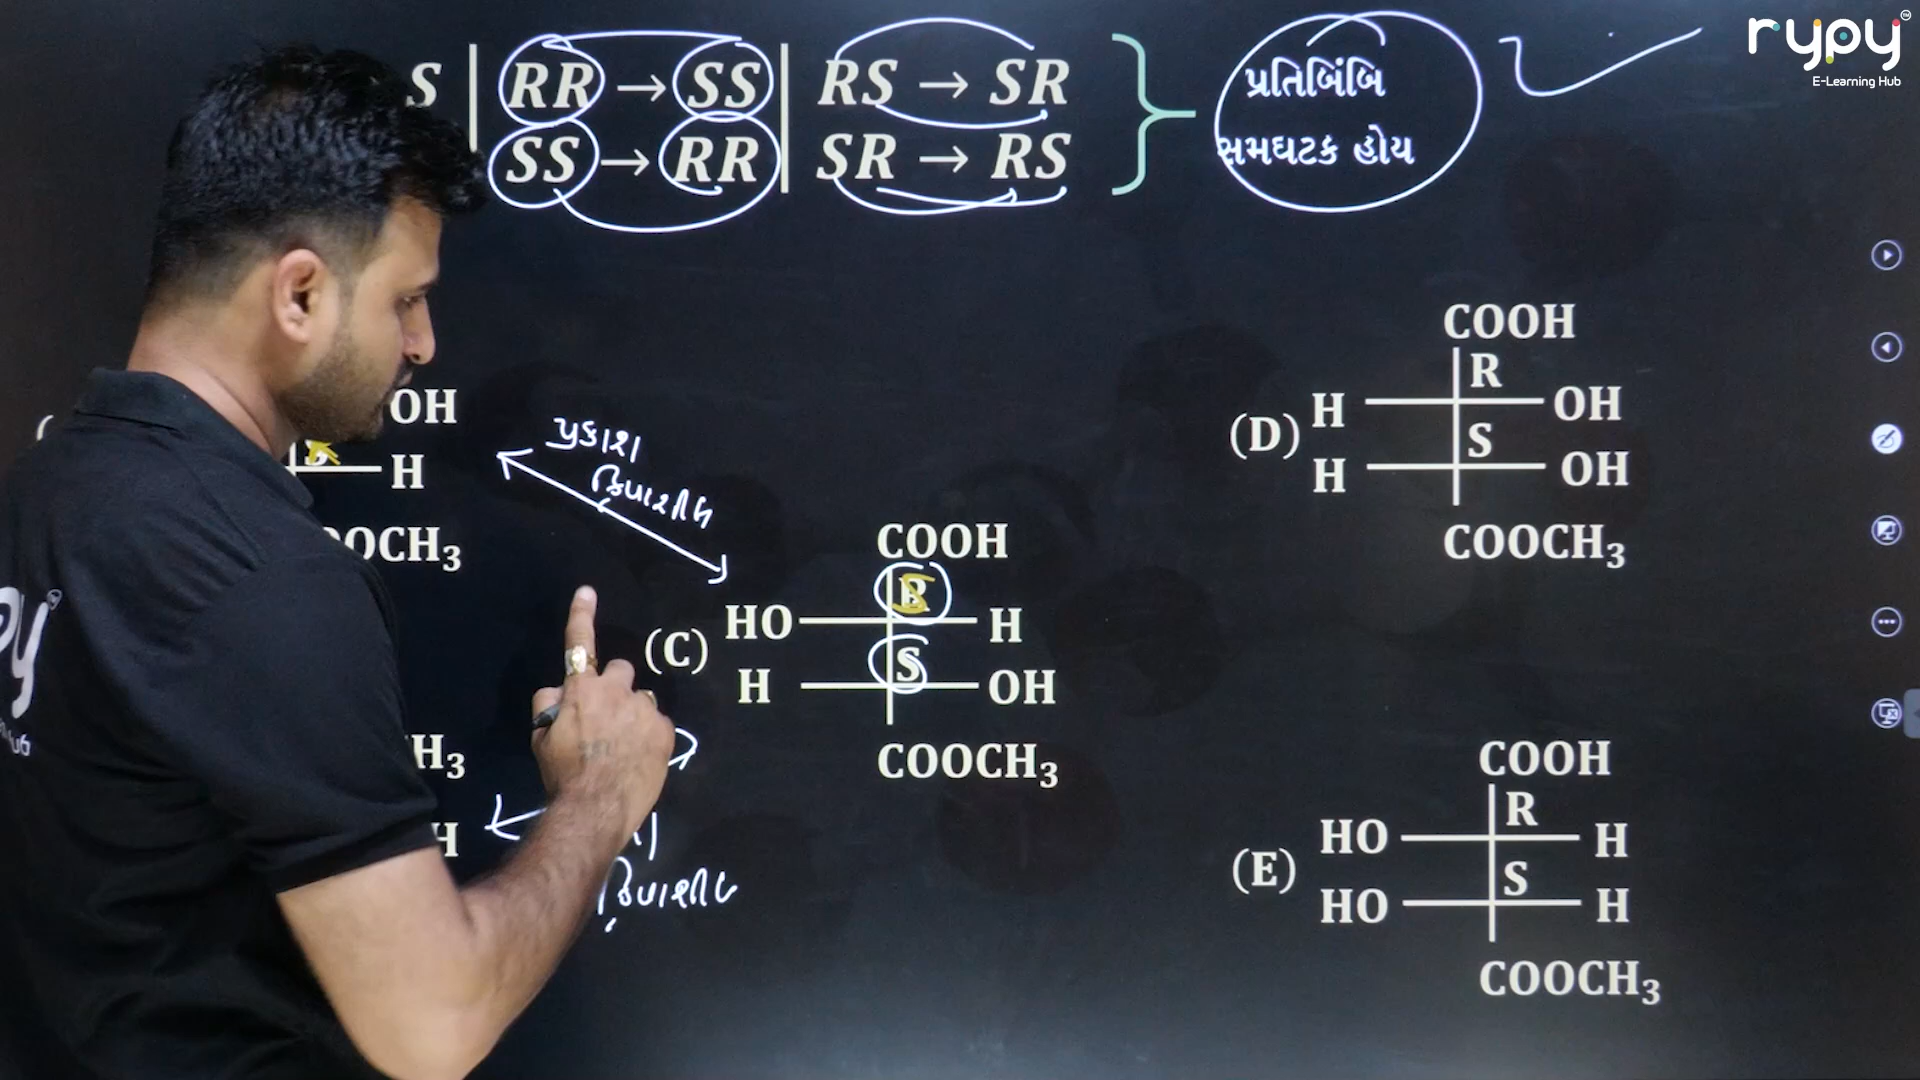 rypy
E-Learning Hub
S | RR → SS | RS → SR
SS → RR | SR → RS
પ્રતિબિંબિ
સમઘટક હોય
OH
H
OOCH₃
પ્રકાશ
ક્રિયાશીલ
(C)
COOH
S
HO H
S
H OH
COOCH₃
H₃
H
ક્રિયાશીલ
(D)
COOH
R
H OH
S
H OH
COOCH₃
(E)
COOH
R
HO H
S
HO H
COOCH₃